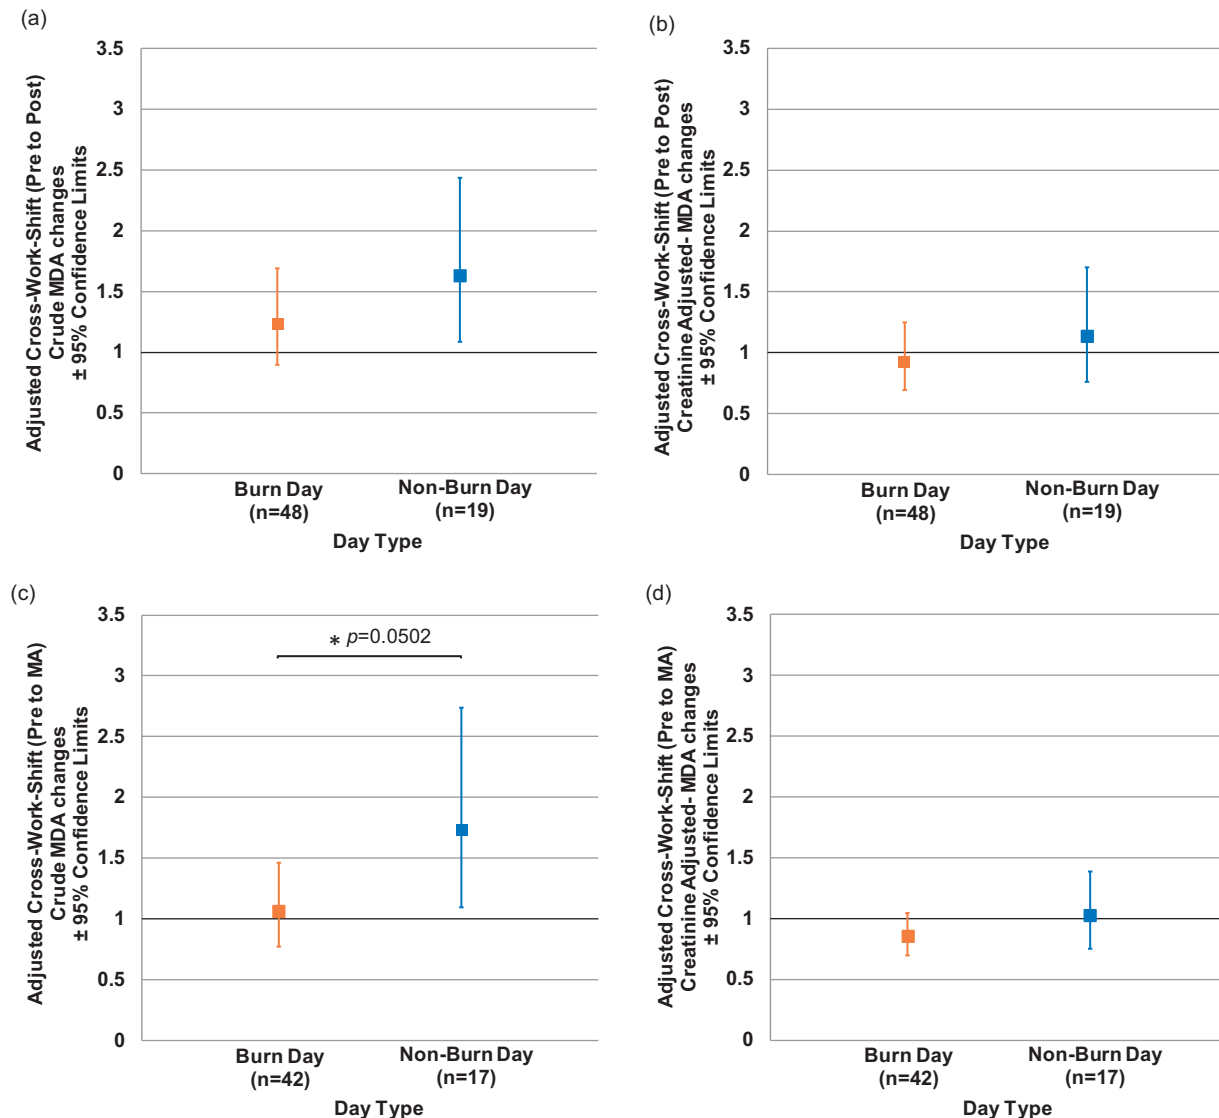 (a)
Adjusted Cross-Work-Shift (Pre to Post)
Crude MDA changes
± 95% Confidence Limits
3.5
3
2.5
2
1.5
1
0.5
0
Burn Day
(n=48)
Non-Burn Day
(n=19)
Day Type
(b)
Adjusted Cross-Work-Shift (Pre to Post)
Creatinine Adjusted- MDA changes
± 95% Confidence Limits
3.5
3
2.5
2
1.5
1
0.5
0
Burn Day
(n=48)
Non-Burn Day
(n=19)
Day Type
(c)
Adjusted Cross-Work-Shift (Pre to MA)
Crude MDA changes
± 95% Confidence Limits
3.5
3
2.5
2
1.5
1
0.5
0
* p=0.0502
Burn Day
(n=42)
Non-Burn Day
(n=17)
Day Type
(d)
Adjusted Cross-Work-Shift (Pre to MA)
Creatinine Adjusted- MDA changes
± 95% Confidence Limits
3.5
3
2.5
2
1.5
1
0.5
0
Burn Day
(n=42)
Non-Burn Day
(n=17)
Day Type